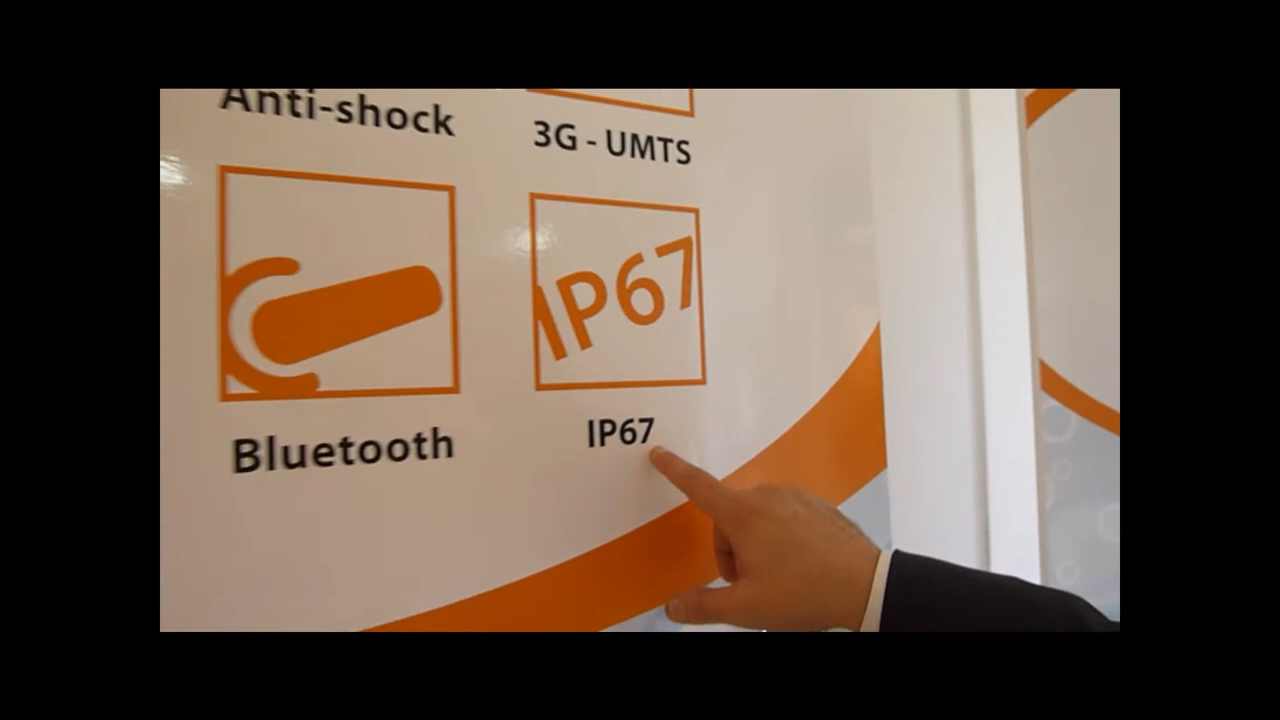 Anti-shock
3G - UMTS
IP67
Bluetooth
IP67